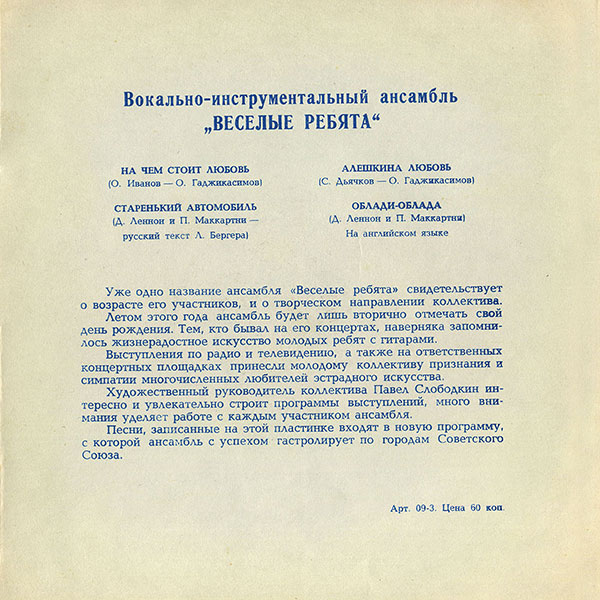 Вокально-инструментальный ансамбль
„ВЕСЕЛЫЕ РЕБЯТА“
НА ЧЕМ СТОИТ ЛЮБОВЬ
(О. Иванов — О. Гаджикасимов)
СТАРЕНЬКИЙ АВТОМОБИЛЬ
(Д. Леннон и П. Маккартни —
русский текст Л. Бергера)
АЛЕШКИНА ЛЮБОВЬ
(С. Дьячков — О. Гаджикасимов)
ОБЛАДИ-ОБЛАДА
(Д. Леннон и П. Маккартни)
На английском языке
Уже одно название ансамбля «Веселые ребята» свидетельствует
о возрасте его участников, и о творческом направлении коллектива.
Летом этого года ансамбль будет лишь вторично отмечать свой
день рождения. Тем, кто бывал на его концертах, наверняка запомни-
лось жизнерадостное искусство молодых ребят с гитарами.
Выступления по радио и телевидению, а также на ответственных
концертных площадках принесли молодому коллективу признания и
симпатии многочисленных любителей эстрадного искусства.
Художественный руководитель коллектива Павел Слободкин ин-
тересно и увлекательно строит программы выступлений, много вни-
мания уделяет работе с каждым участником ансамбля.
Песни, записанные на этой пластинке входят в новую программу,
с которой ансамбль с успехом гастролирует по городам Советского
Союза.
Арт. 09-3. Цена 60 коп.